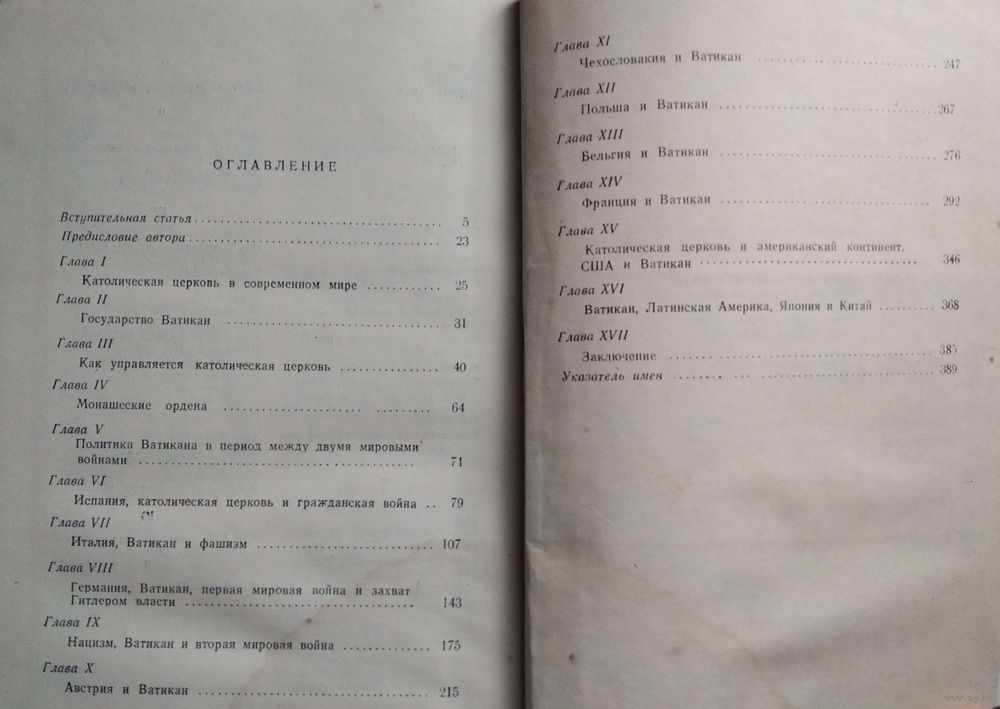 ОГЛАВЛЕНИЕ
Вступительная статья ........ 5
Предисловие автора ........ 23
Глава I
Католическая церковь в современном мире ........ 25
Глава II
Государство Ватикан ........ 31
Глава III
Как управляется католическая церковь ........ 40
Глава IV
Монашеские ордена ........ 64
Глава V
Политика Ватикана в период между двумя мировыми
войнами ........ 71
Глава VI
Испания, католическая церковь и гражданская война .. 79
Глава VII
Италия, Ватикан и фашизм ........ 107
Глава VIII
Германия, Ватикан, первая мировая война и захват
Гитлером власти ........ 143
Глава IX
Нацизм, Ватикан и вторая мировая война ........ 175
Глава X
Австрия и Ватикан ........ 215
Глава XI
Чехословакия и Ватикан ........ 247
Глава XII
Польша и Ватикан ........ 267
Глава XIII
Бельгия и Ватикан ........ 276
Глава XIV
Франция и Ватикан ........ 292
Глава XV
Католическая церковь и американский континент.
США и Ватикан ........ 346
Глава XVI
Ватикан, Латинская Америка, Япония и Китай ........ 368
Глава XVII
Заключение ........ 385
Указатель имен ........ 389
www.ay.by